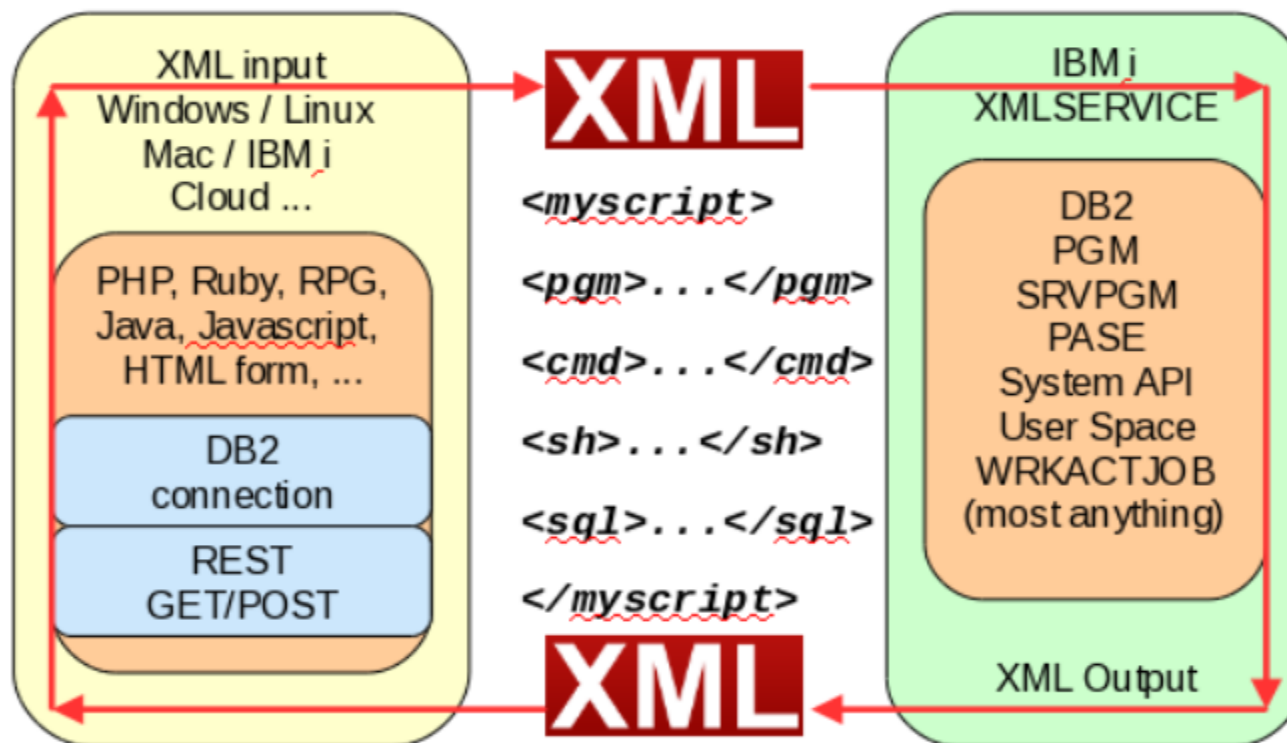 XML input
Windows / Linux
Mac / IBM i
Cloud ...
PHP, Ruby, RPG,
Java, Javascript,
HTML form, ...
DB2
connection
REST
GET/POST
XML
<myscript>
<pgm>...</pgm>
<cmd>...</cmd>
<sh>...</sh>
<sql>...</sql>
</myscript>
XML
IBM i
XMLSERVICE
DB2
PGM
SRVPGM
PASE
System API
User Space
WRKACTJOB
(most anything)
XML Output